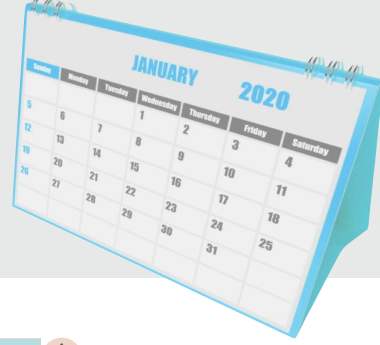 JANUARY 2020
Sunday Monday Tuesday Wednesday Thursday Friday Saturday
1 2 3 4
5 6 7 8 9 10 11
12 13 14 15 16 17 18
19 20 21 22 23 24 25
26 27 28 29 30 31